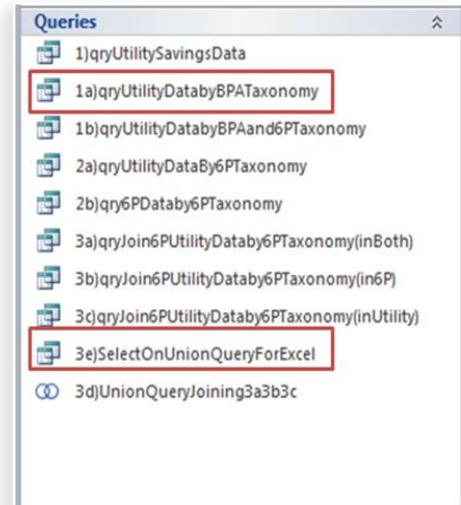 Queries
1)qryUtilitySavingsData
1a)qryUtilityDatabyBPATaxonomy
1b)qryUtilityDatabyBPAand6PTaxonomy
2a)qryUtilityDataBy6PTaxonomy
2b)qry6PDataby6PTaxonomy
3a)qryJoin6PUtilityDataby6PTaxonomy(inBoth)
3b)qryJoin6PUtilityDataby6PTaxonomy(in6P)
3c)qryJoin6PUtilityDataby6PTaxonomy(inUtility)
3e)SelectOnUnionQueryForExcel
3d)UnionQueryJoining3a3b3c